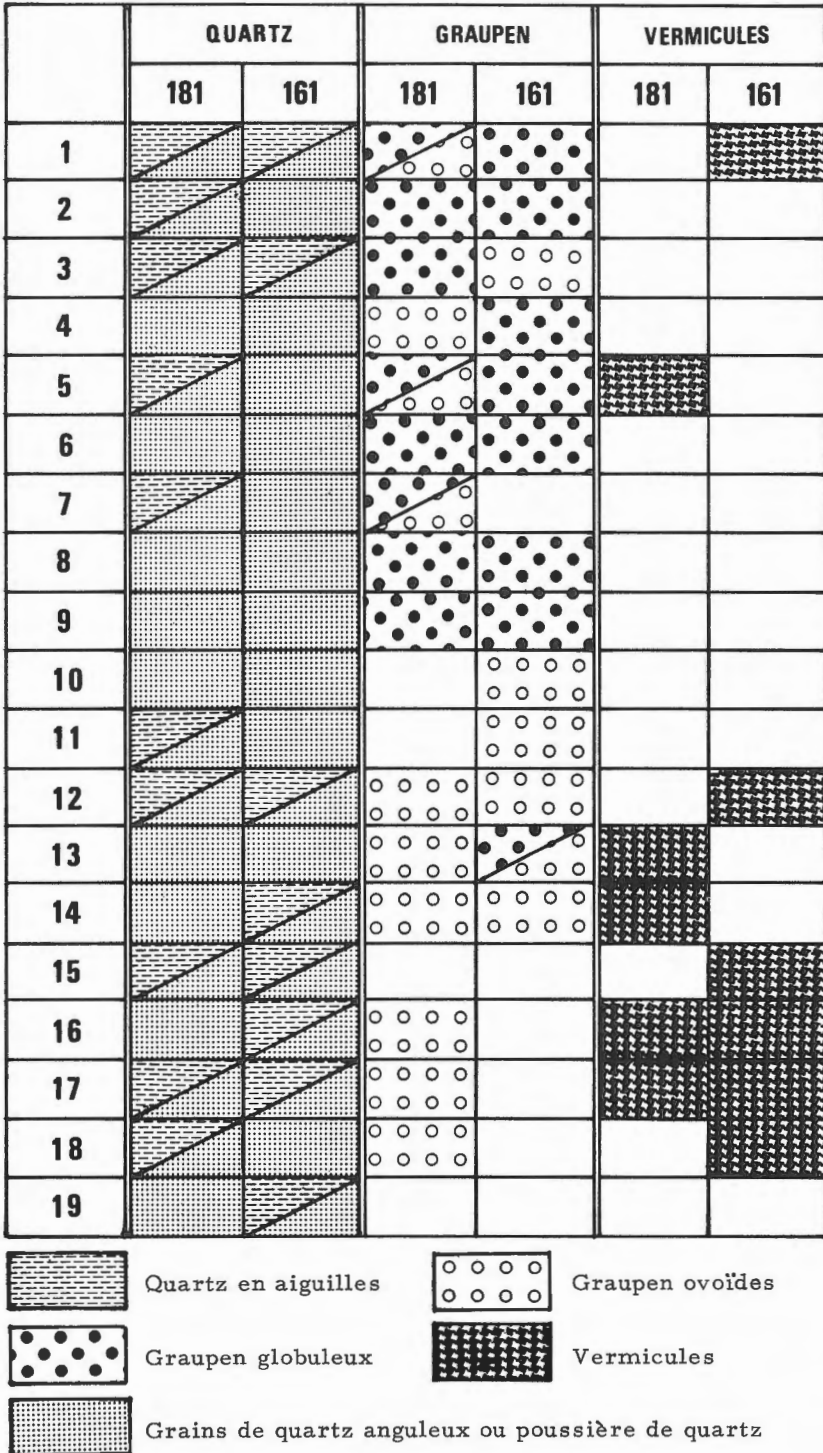 QUARTZ GRAUPEN VERMICULES
181 161 181 161 181 161
1
2
3
4
5
6
7
8
9
10
11
12
13
14
15
16
17
18
19
Quartz en aiguilles
Graupen ovoïdes
Graupen globuleux
Vermicules
Grains de quartz anguleux ou poussière de quartz